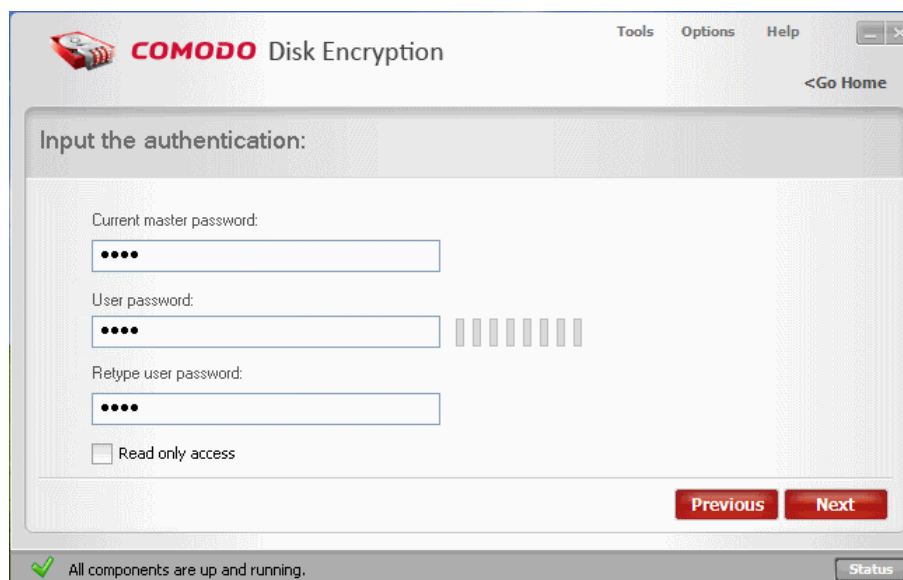 COMODO Disk Encryption
Tools Options Help
<Go Home
Input the authentication:
Current master password:
••••
User password:
••••
Retype user password:
••••
Read only access
Previous Next
All components are up and running.
Status